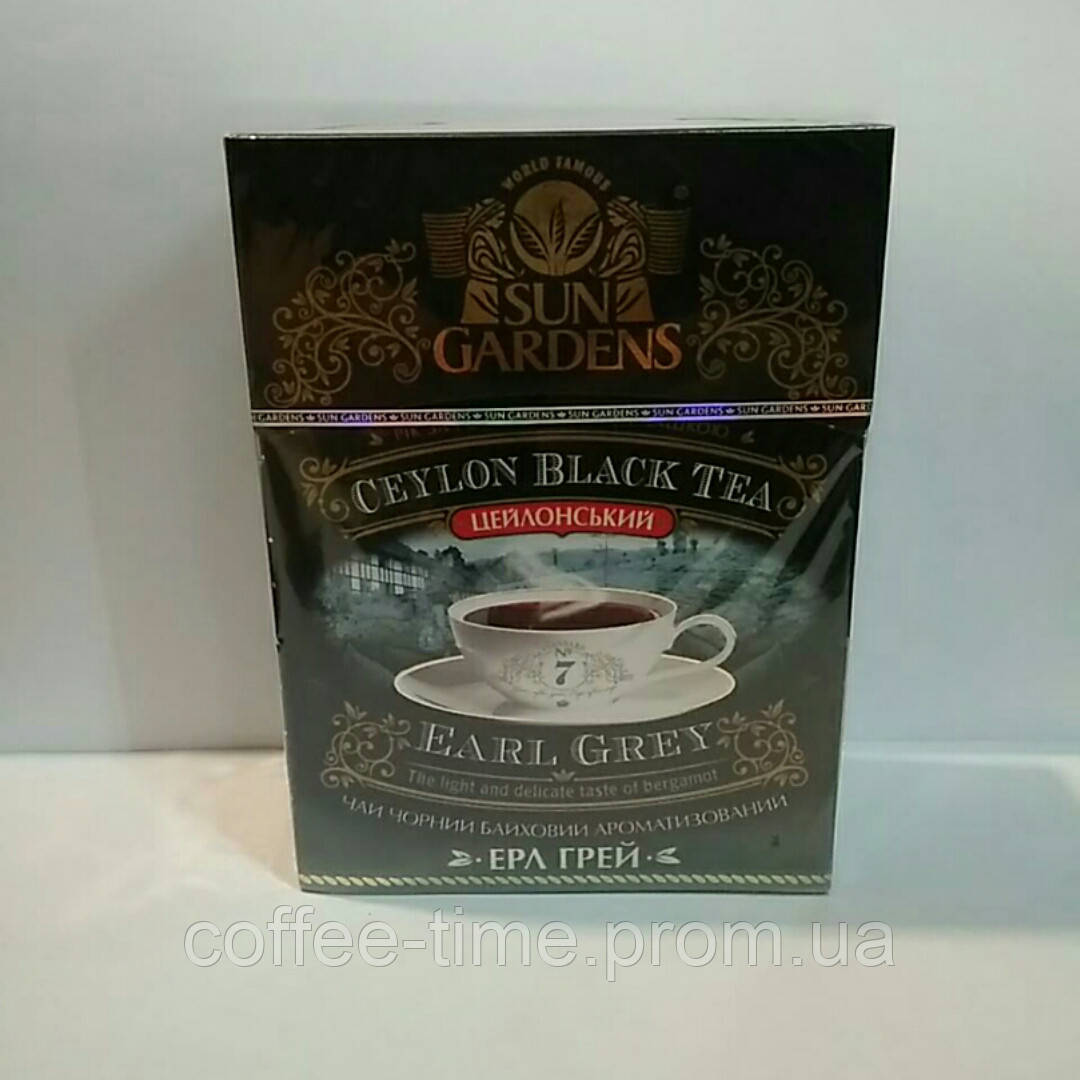 WORLD FAMOUS
®
SUN
GARDENS
GARDENS SUN GARDENS SUN GARDENS SUN GARDENS SUN GARDENS SUN GARDENS SUN GARDENS SUN GARD
CEYLON BLACK TEA
ЦЕЙЛОНСЬКИЙ
№
7
EARL GREY
The light and delicate taste of bergamot
ЧАЙ ЧОРНИЙ БАЙХОВИЙ АРОМАТИЗОВАНИЙ
· ЕРЛ ГРЕЙ ·
coffee-time.prom.ua